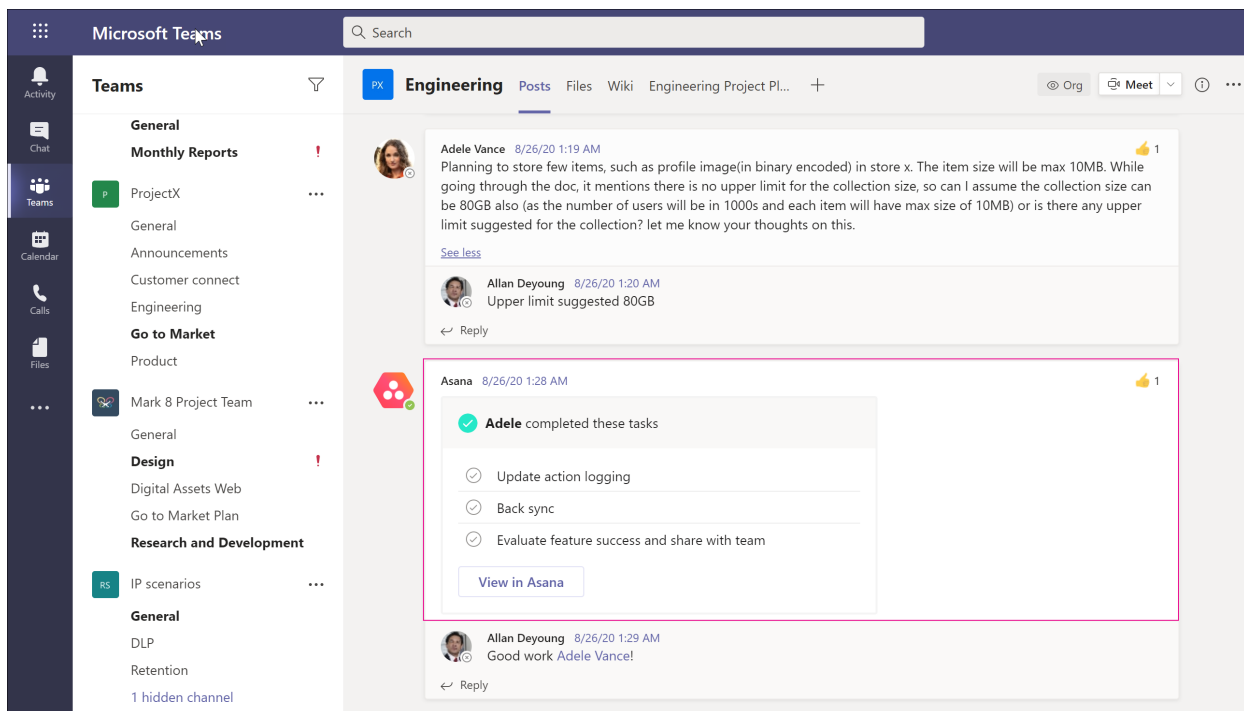 Microsoft Teams
Search
Activity
Chat
Teams
Calendar
Calls
Files
Teams
General
Monthly Reports
P
ProjectX
General
Announcements
Customer connect
Engineering
Go to Market
Product
Mark 8 Project Team
General
Design
Digital Assets Web
Go to Market Plan
Research and Development
RS
IP scenarios
General
DLP
Retention
1 hidden channel
PX
Engineering Posts Files Wiki Engineering Project Pl...
Org
Meet
Adele Vance 8/26/20 1:19 AM
1
Planning to store few items, such as profile image(in binary encoded) in store x. The item size will be max 10MB. While
going through the doc, it mentions there is no upper limit for the collection size, so can I assume the collection size can
be 80GB also (as the number of users will be in 1000s and each item will have max size of 10MB) or is there any upper
limit suggested for the collection? let me know your thoughts on this.
See less
Allan Deyoung 8/26/20 1:20 AM
Upper limit suggested 80GB
Reply
Asana 8/26/20 1:28 AM
1
Adele completed these tasks
Update action logging
Back sync
Evaluate feature success and share with team
View in Asana
Allan Deyoung 8/26/20 1:29 AM
Good work Adele Vance!
Reply